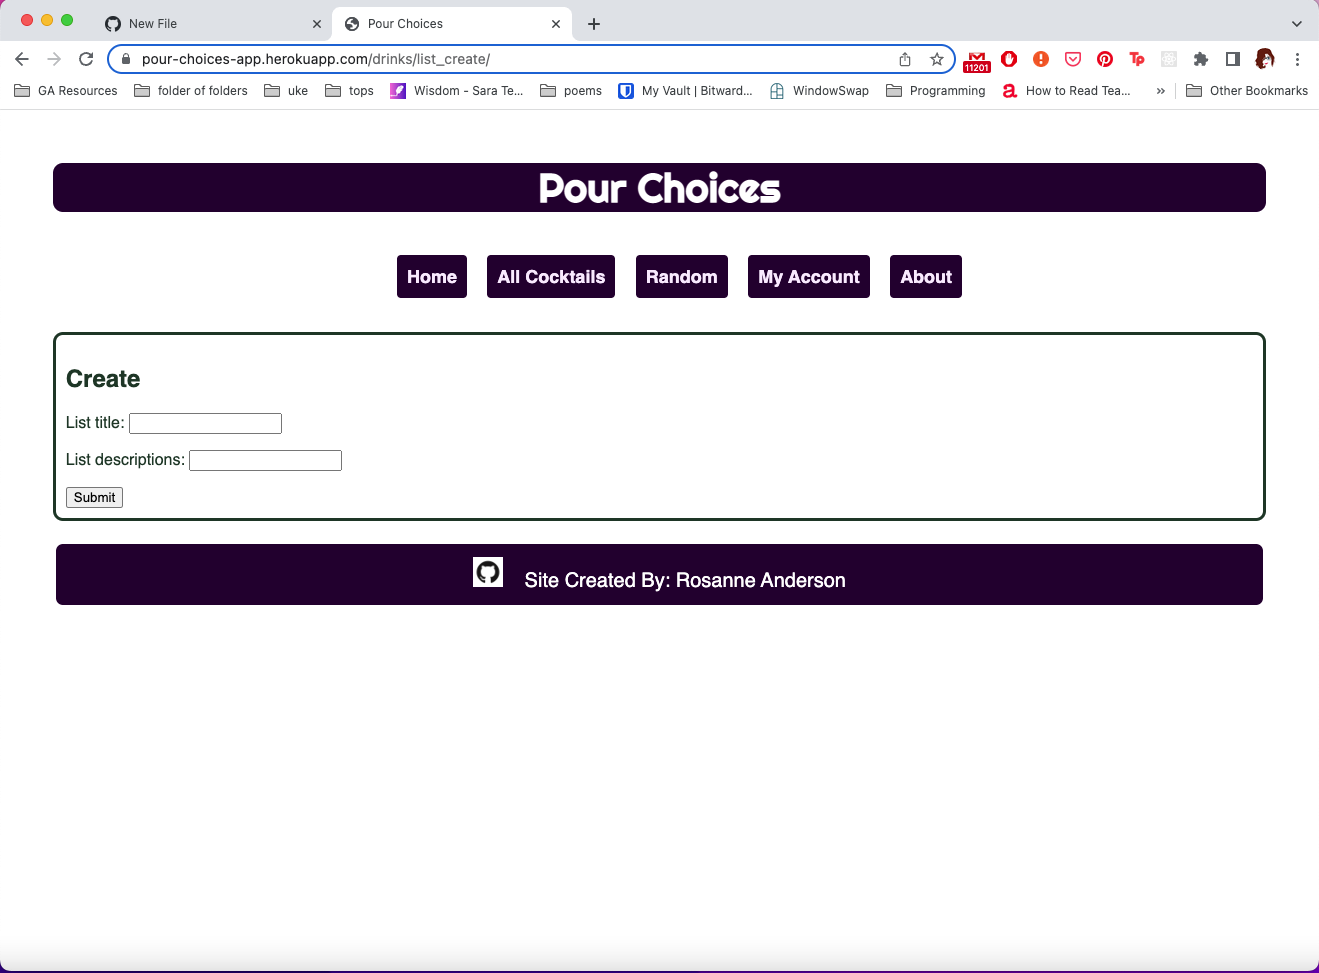 New File
Pour Choices
pour-choices-app.herokuapp.com/drinks/list_create/
11201
Tp
GA Resources
folder of folders
uke
tops
Wisdom - Sara Te...
poems
My Vault | Bitward...
WindowSwap
Programming
a
How to Read Tea...
»
Other Bookmarks
Pour Choices
Home
All Cocktails
Random
My Account
About
Create
List title:
List descriptions:
Submit
Site Created By: Rosanne Anderson